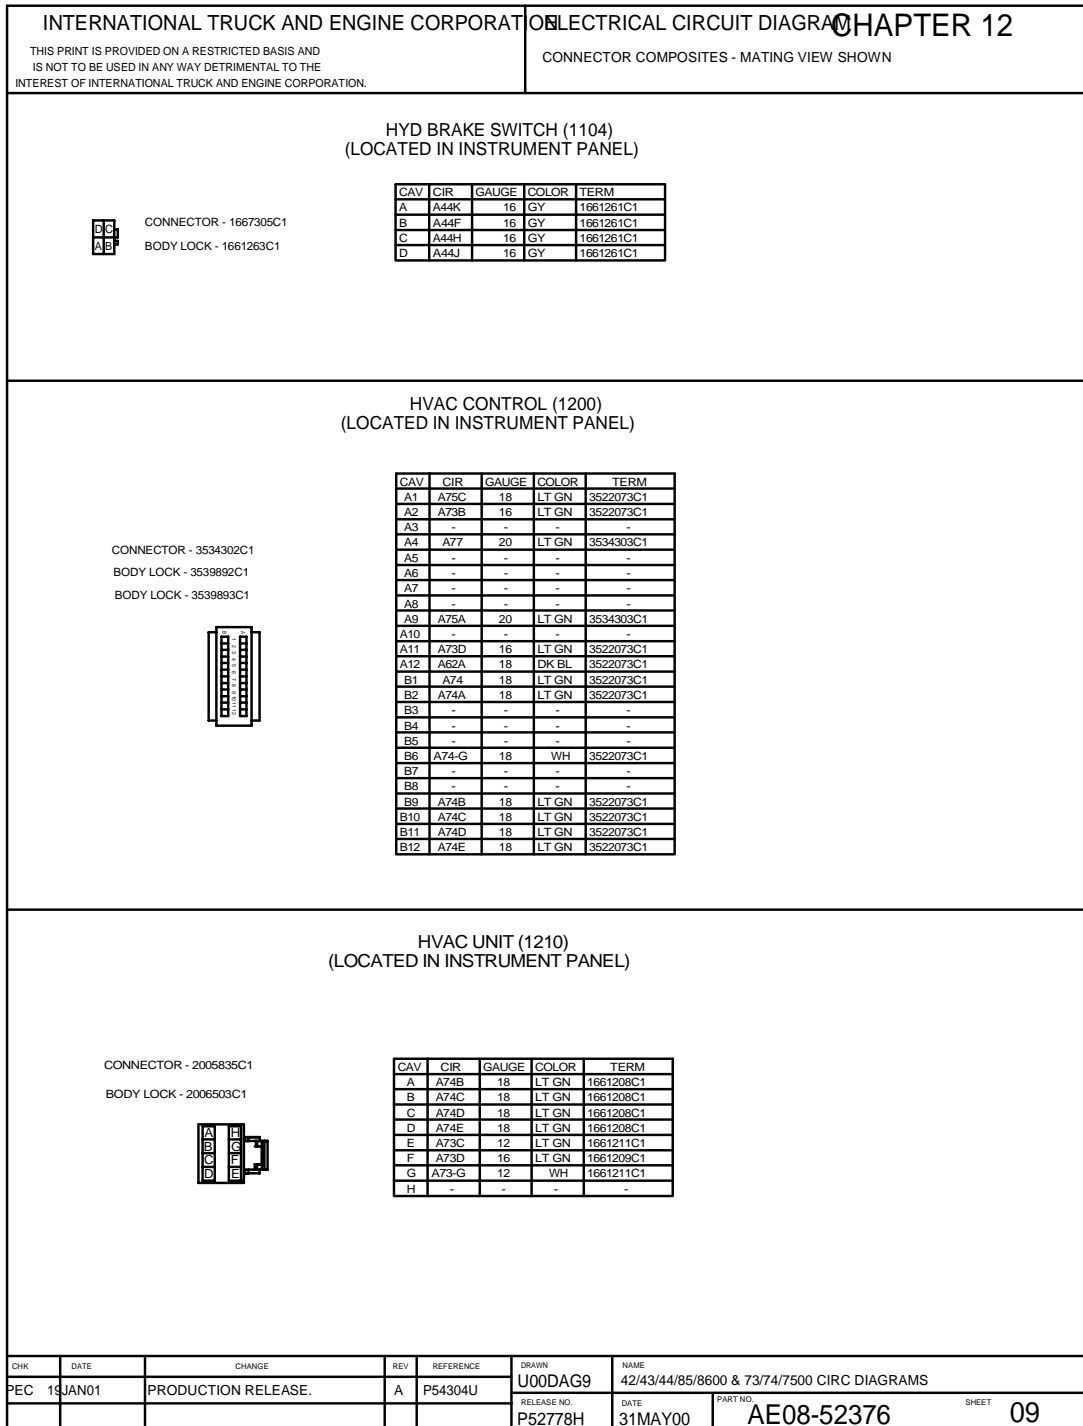 INTERNATIONAL TRUCK AND ENGINE CORPORATION
ELECTRICAL CIRCUIT DIAGRAM
CHAPTER 12
THIS PRINT IS PROVIDED ON A RESTRICTED BASIS AND
IS NOT TO BE USED IN ANY WAY DETRIMENTAL TO THE
INTEREST OF INTERNATIONAL TRUCK AND ENGINE CORPORATION.
CONNECTOR COMPOSITES - MATING VIEW SHOWN
HYD BRAKE SWITCH (1104)
(LOCATED IN INSTRUMENT PANEL)
D C
A B
CONNECTOR - 1667305C1
BODY LOCK - 1661263C1
CAV CIR GAUGE COLOR TERM
A A44K 16 GY 1661261C1
B A44F 16 GY 1661261C1
C A44H 16 GY 1661261C1
D A44J 16 GY 1661261C1
HVAC CONTROL (1200)
(LOCATED IN INSTRUMENT PANEL)
CONNECTOR - 3534302C1
BODY LOCK - 3539892C1
BODY LOCK - 3539893C1
B A
1 2 3 4 5 6 7 8 9 10 11 12
CAV CIR GAUGE COLOR TERM
A1 A75C 18 LT GN 3522073C1
A2 A73B 16 LT GN 3522073C1
A3 - - - -
A4 A77 20 LT GN 3534303C1
A5 - - - -
A6 - - - -
A7 - - - -
A8 - - - -
A9 A75A 20 LT GN 3534303C1
A10 - - - -
A11 A73D 16 LT GN 3522073C1
A12 A62A 18 DK BL 3522073C1
B1 A74 18 LT GN 3522073C1
B2 A74A 18 LT GN 3522073C1
B3 - - - -
B4 - - - -
B5 - - - -
B6 A74-G 18 WH 3522073C1
B7 - - - -
B8 - - - -
B9 A74B 18 LT GN 3522073C1
B10 A74C 18 LT GN 3522073C1
B11 A74D 18 LT GN 3522073C1
B12 A74E 18 LT GN 3522073C1
HVAC UNIT (1210)
(LOCATED IN INSTRUMENT PANEL)
CONNECTOR - 2005835C1
BODY LOCK - 2006503C1
A H
B G
C F
D E
CAV CIR GAUGE COLOR TERM
A A74B 18 LT GN 1661208C1
B A74C 18 LT GN 1661208C1
C A74D 18 LT GN 1661208C1
D A74E 18 LT GN 1661208C1
E A73C 12 LT GN 1661211C1
F A73D 16 LT GN 1661209C1
G A73-G 12 WH 1661211C1
H - - - -
CHK DATE CHANGE REV REFERENCE DRAWN NAME
PEC 19JAN01 PRODUCTION RELEASE. A P54304U U00DAG9 42/43/44/85/8600 & 73/74/7500 CIRC DIAGRAMS
RELEASE NO. DATE PART NO. SHEET
P52778H 31MAY00 AE08-52376 09